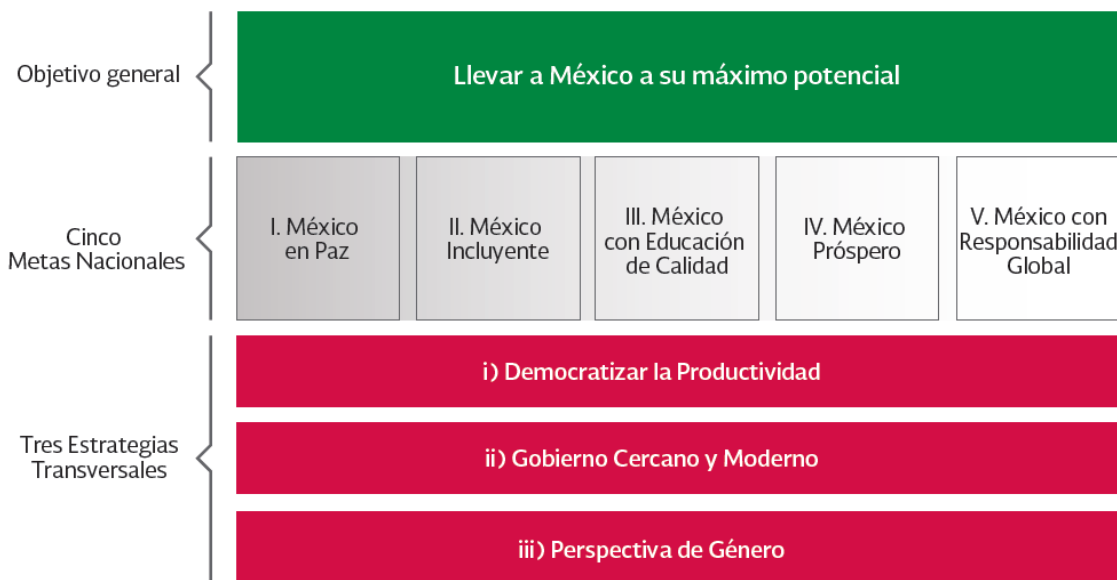 Objetivo general
Llevar a México a su máximo potencial
Cinco
Metas Nacionales
I. México
en Paz
II. México
Incluyente
III. México
con Educación
de Calidad
IV. México
Próspero
V. México con
Responsabilidad
Global
Tres Estrategias
Transversales
i) Democratizar la Productividad
ii) Gobierno Cercano y Moderno
iii) Perspectiva de Género